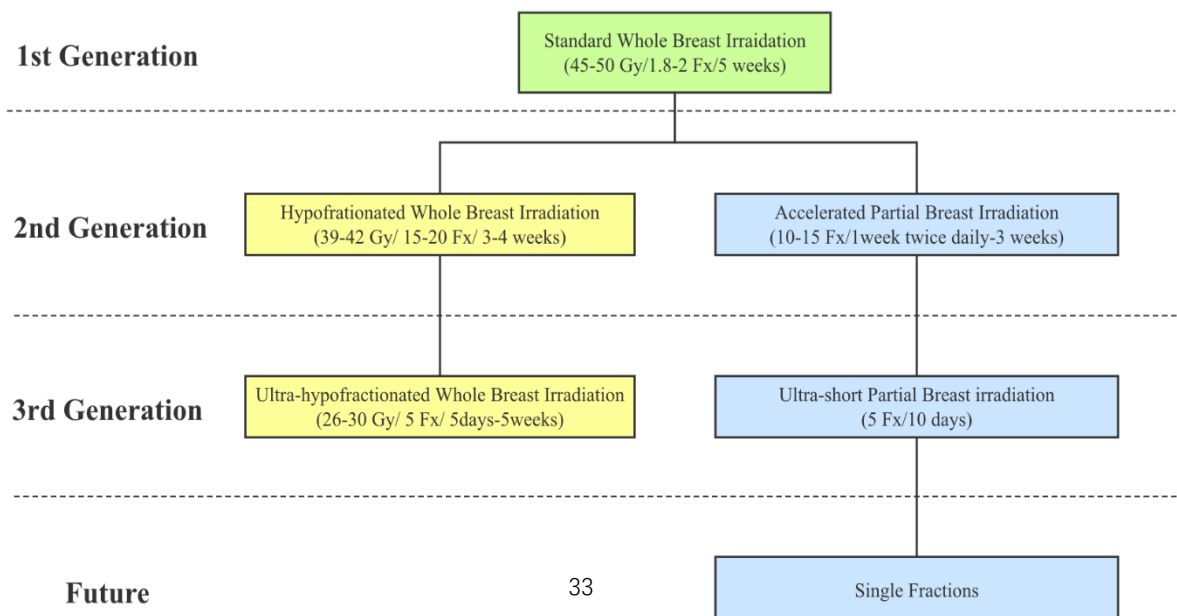 1st Generation
Standard Whole Breast Irraidation
(45-50 Gy/1.8-2 Fx/5 weeks)
2nd Generation
Hypofrationated Whole Breast Irradiation
(39-42 Gy/ 15-20 Fx/ 3-4 weeks)
Accelerated Partial Breast Irradiation
(10-15 Fx/1week twice daily-3 weeks)
3rd Generation
Ultra-hypofractionated Whole Breast Irradiation
(26-30 Gy/ 5 Fx/ 5days-5weeks)
Ultra-short Partial Breast irradiation
(5 Fx/10 days)
Future
33
Single Fractions